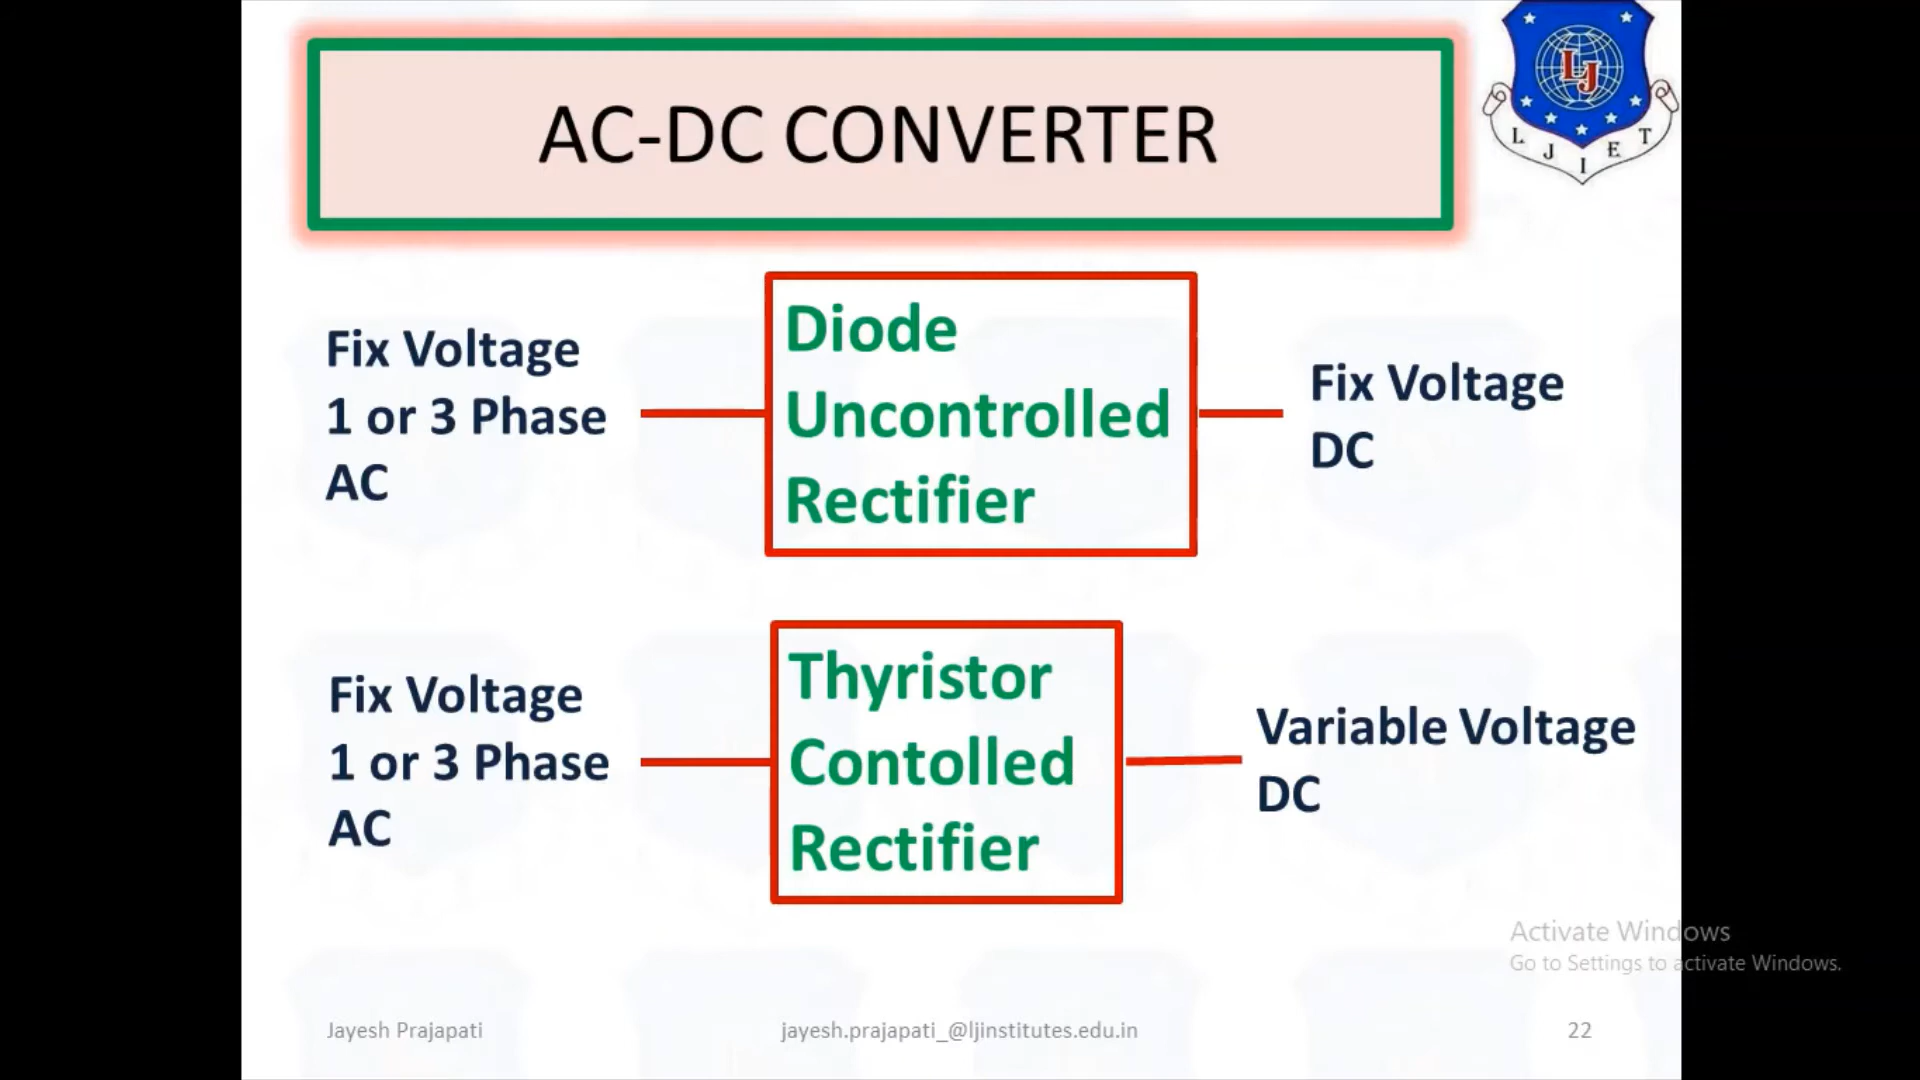 AC-DC CONVERTER
LJ
L J I E T
Fix Voltage
1 or 3 Phase
AC
Diode
Uncontrolled
Rectifier
Fix Voltage
DC
Fix Voltage
1 or 3 Phase
AC
Thyristor
Contolled
Rectifier
Variable Voltage
DC
Activate Windows
Go to Settings to activate Windows.
Jayesh Prajapati
jayesh.prajapati_@ljinstitutes.edu.in
22